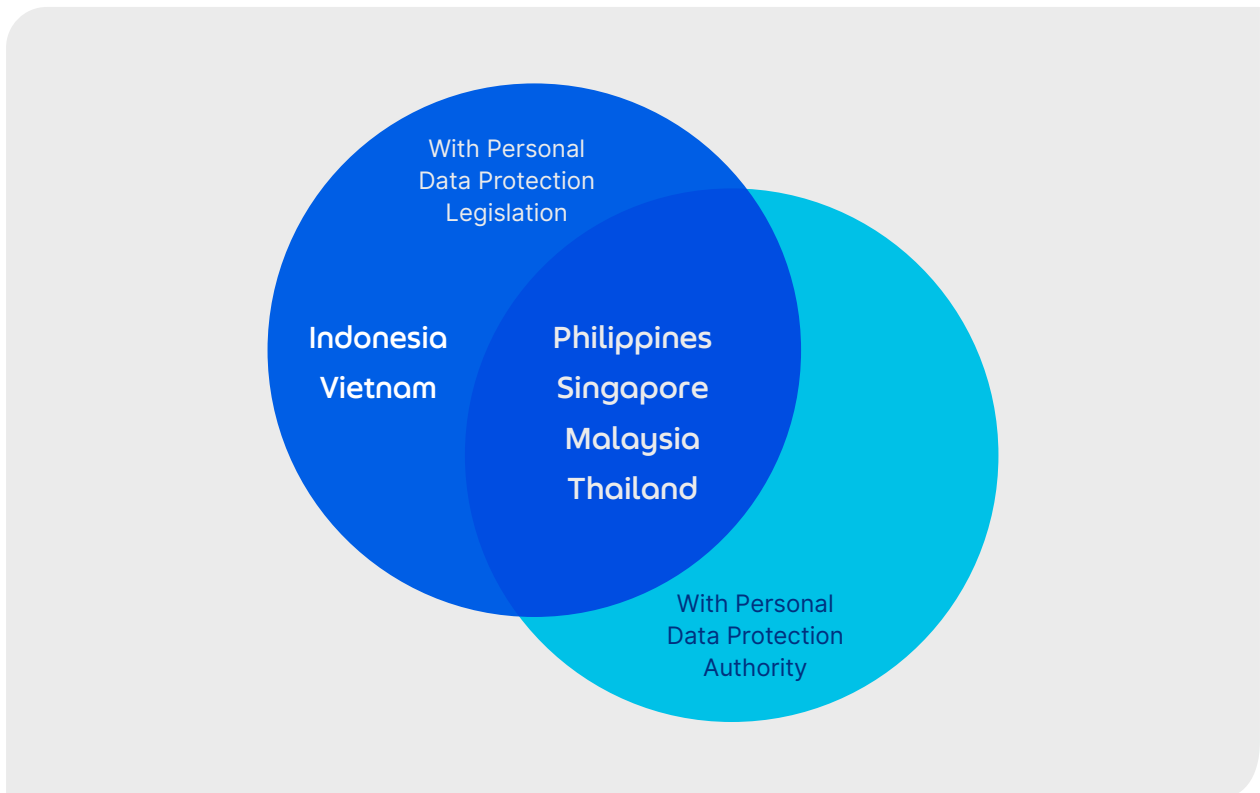 With Personal
Data Protection
Legislation
Indonesia
Vietnam
Philippines
Singapore
Malaysia
Thailand
With Personal
Data Protection
Authority